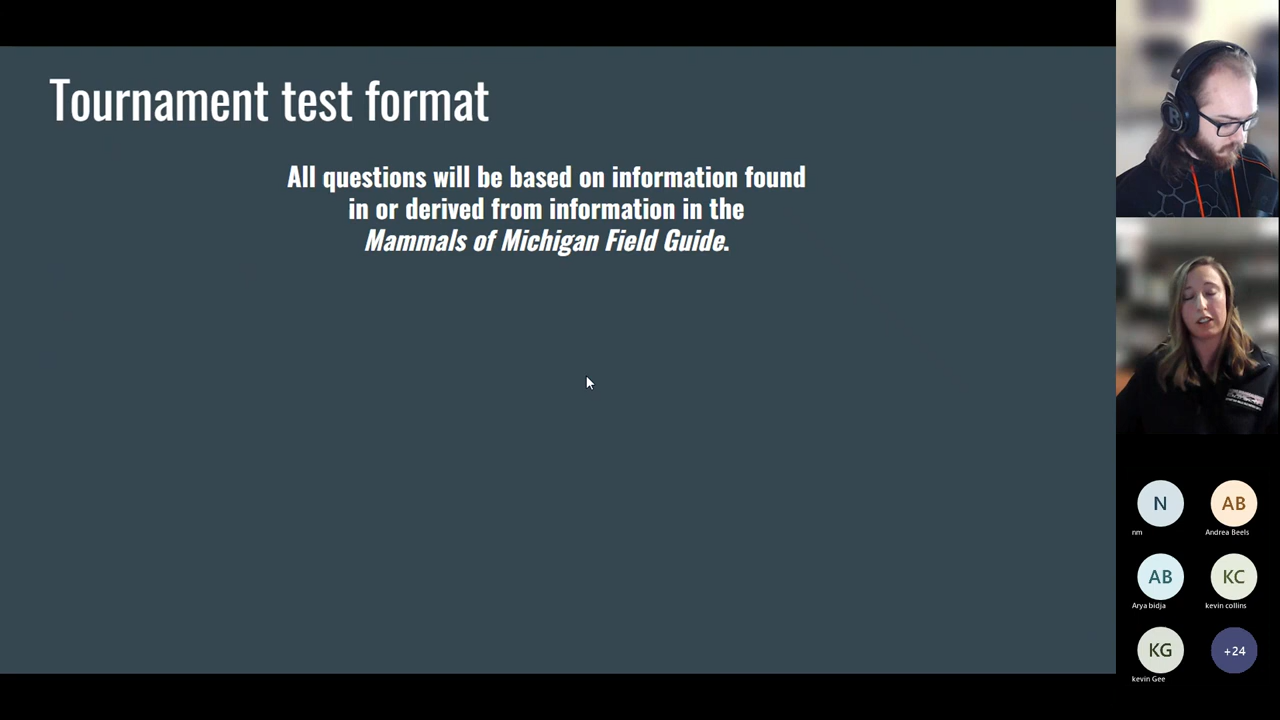 Tournament test format
All questions will be based on information found
in or derived from information in the
Mammals of Michigan Field Guide.
N
AB
nm
Andrea Beels
AB
KC
Arya bidja
kevin collins
KG
+24
kevin Gee